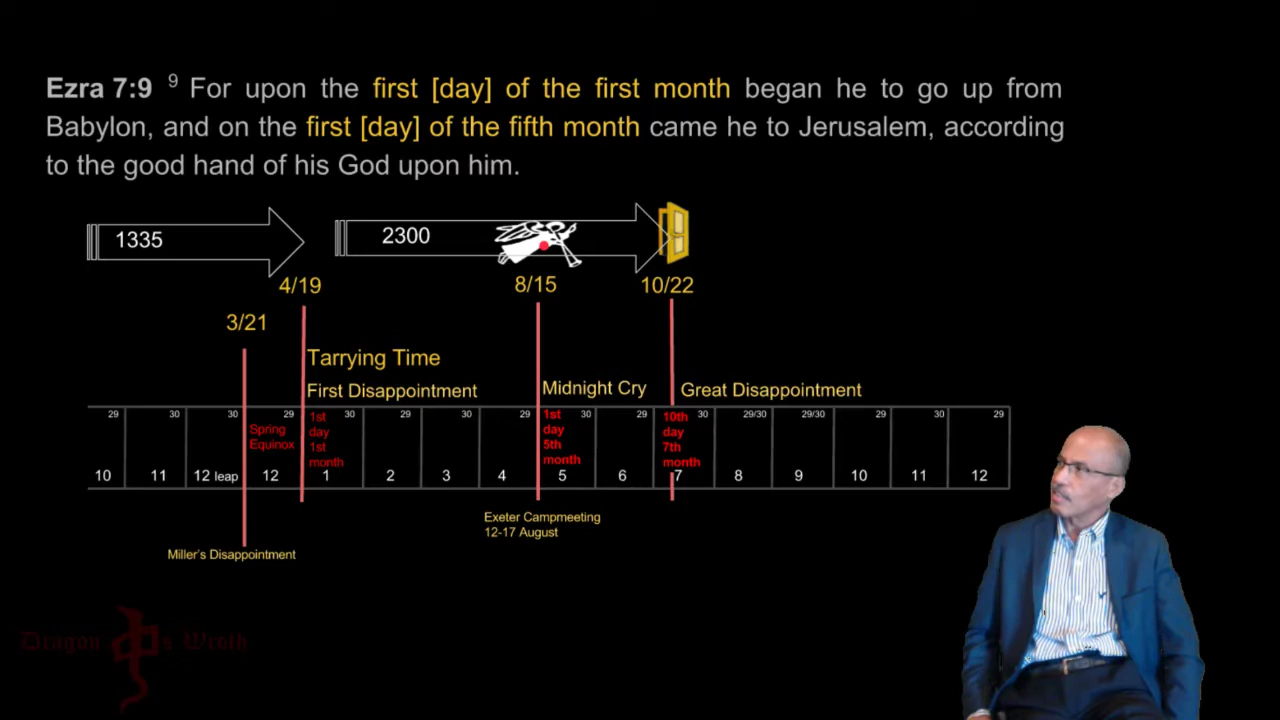 Ezra 7:9 9 For upon the first [day] of the first month began he to go up from
Babylon, and on the first [day] of the fifth month came he to Jerusalem, according
to the good hand of his God upon him.
1335
2300
4/19
8/15
10/22
3/21
Tarrying Time
First Disappointment
Midnight Cry
Great Disappointment
29 30 30 29 30 29 30 29 30 29 30 29/30 29/30 29 30 29
Spring
Equinox
1st
day
1st
month
1st
day
5th
month
10th
day
7th
month
10 11 12 leap 12 1 2 3 4 5 6 7 8 9 10 11 12
Exeter Campmeeting
12-17 August
Miller's Disappointment
Dragon s Wroth